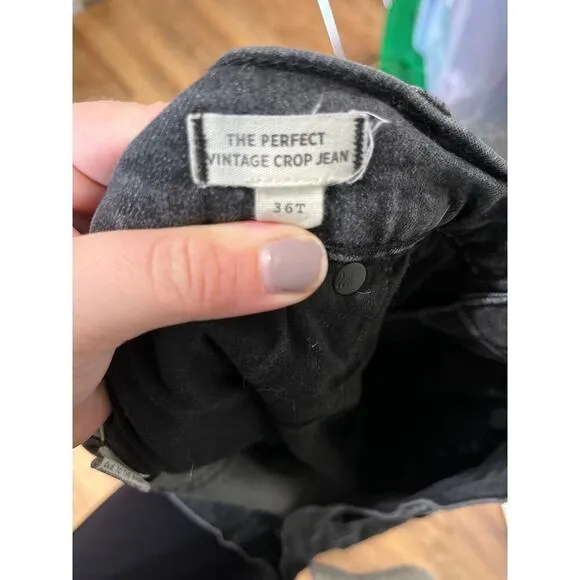 THE PERFECT
VINTAGE CROP JEAN
36T